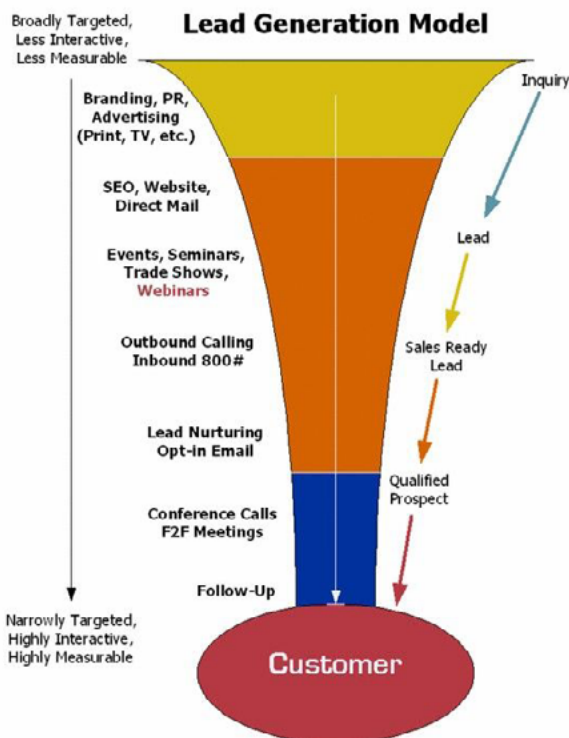 Lead Generation Model
Broadly Targeted,
Less Interactive,
Less Measurable
Branding, PR,
Advertising
(Print, TV, etc.)
SEO, Website,
Direct Mail
Events, Seminars,
Trade Shows,
Webinars
Outbound Calling
Inbound 800#
Lead Nurturing
Opt-in Email
Conference Calls
F2F Meetings
Follow-Up
Narrowly Targeted,
Highly Interactive,
Highly Measurable
Inquiry
Lead
Sales Ready
Lead
Qualified
Prospect
Customer